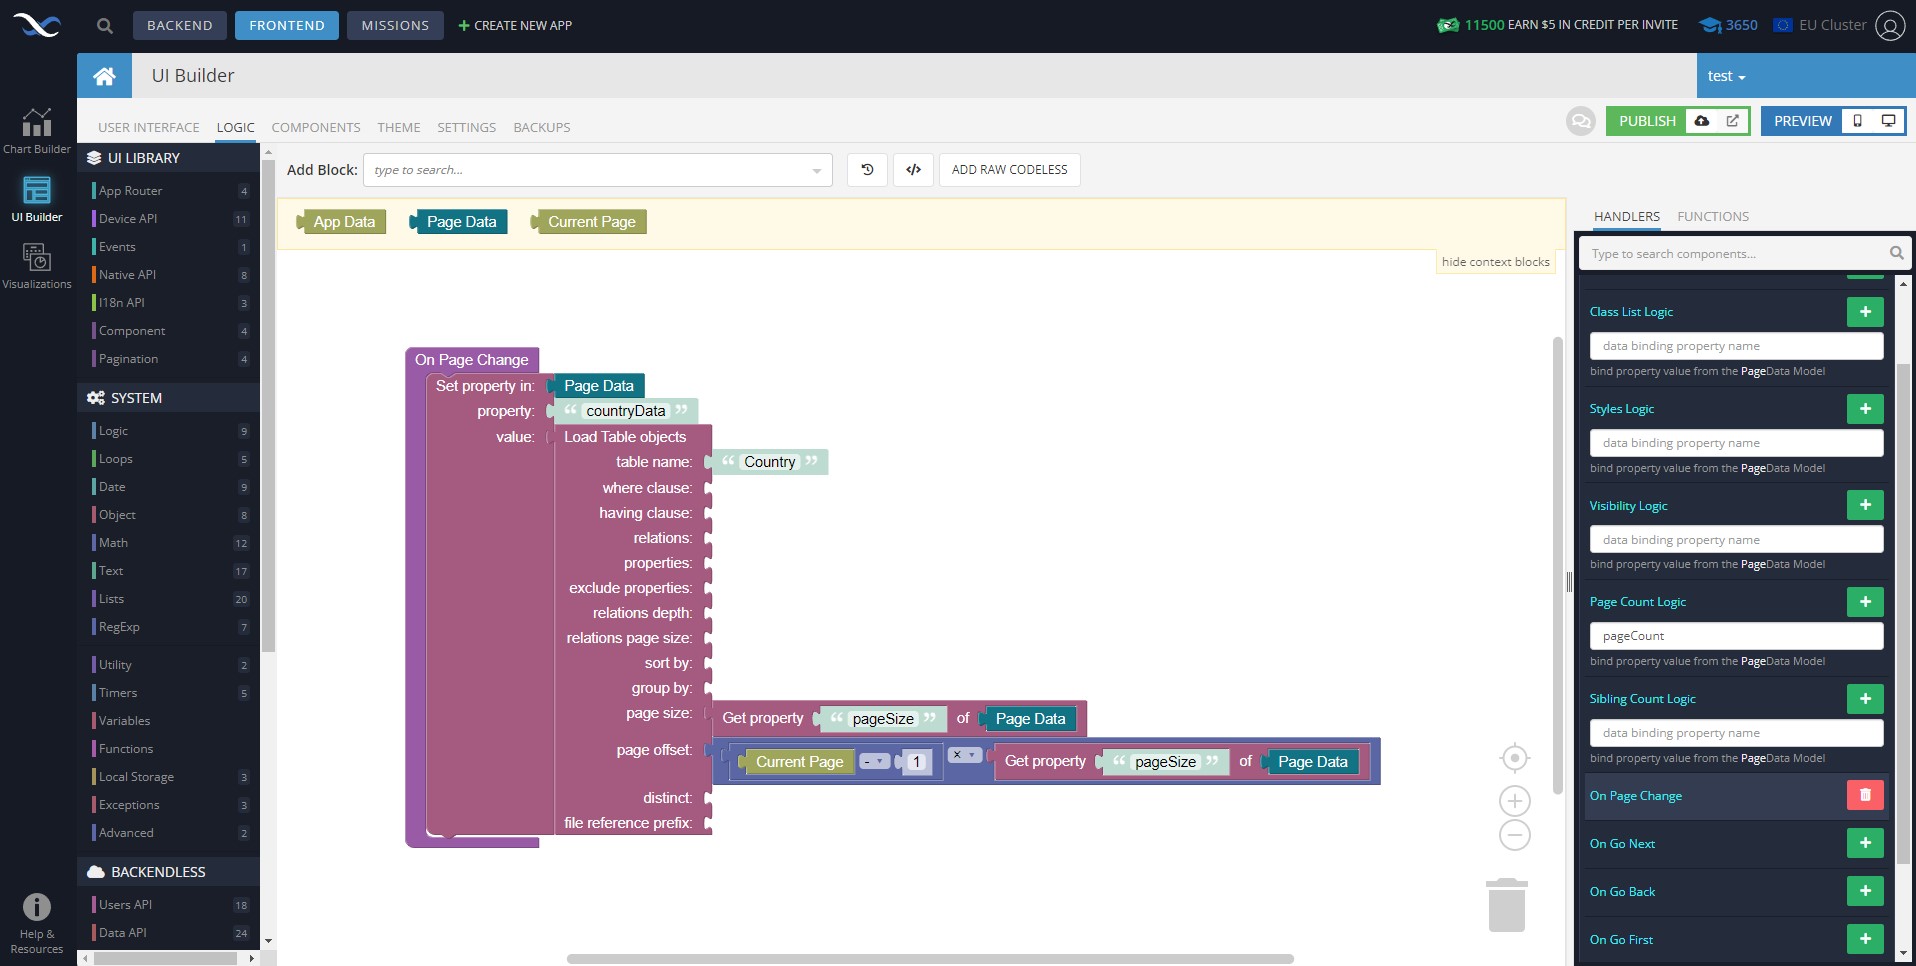 BACKEND FRONTEND MISSIONS CREATE NEW APP 11500 EARN $5 IN CREDIT PER INVITE 3650 EU Cluster
UI Builder test
USER INTERFACE LOGIC COMPONENTS THEME SETTINGS BACKUPS PUBLISH PREVIEW
Chart Builder
UI Builder
Visualizations
Help &
Resources
UI LIBRARY
App Router 4
Device API 11
Events 1
Native API 8
I18n API 3
Component 4
Pagination 4
SYSTEM
Logic 9
Loops 5
Date 9
Object 8
Math 12
Text 17
Lists 20
RegExp 7
Utility 2
Timers 5
Variables
Functions
Local Storage 3
Exceptions 3
Advanced 2
BACKENDLESS
Users API 18
Data API 24
Add Block: type to search... ADD RAW CODELESS
App Data Page Data Current Page
hide context blocks
On Page Change
Set property in: Page Data
property: “ countryData ”
value: Load Table objects
table name: “ Country ”
where clause:
having clause:
relations:
properties:
exclude properties:
relations depth:
relations page size:
sort by:
group by:
page size: Get property “ pageSize ” of Page Data
page offset: Current Page - 1 × Get property “ pageSize ” of Page Data
distinct:
file reference prefix:
HANDLERS FUNCTIONS
Type to search components...
Class List Logic
data binding property name
bind property value from the PageData Model
Styles Logic
data binding property name
bind property value from the PageData Model
Visibility Logic
data binding property name
bind property value from the PageData Model
Page Count Logic
pageCount
bind property value from the PageData Model
Sibling Count Logic
data binding property name
bind property value from the PageData Model
On Page Change
On Go Next
On Go Back
On Go First